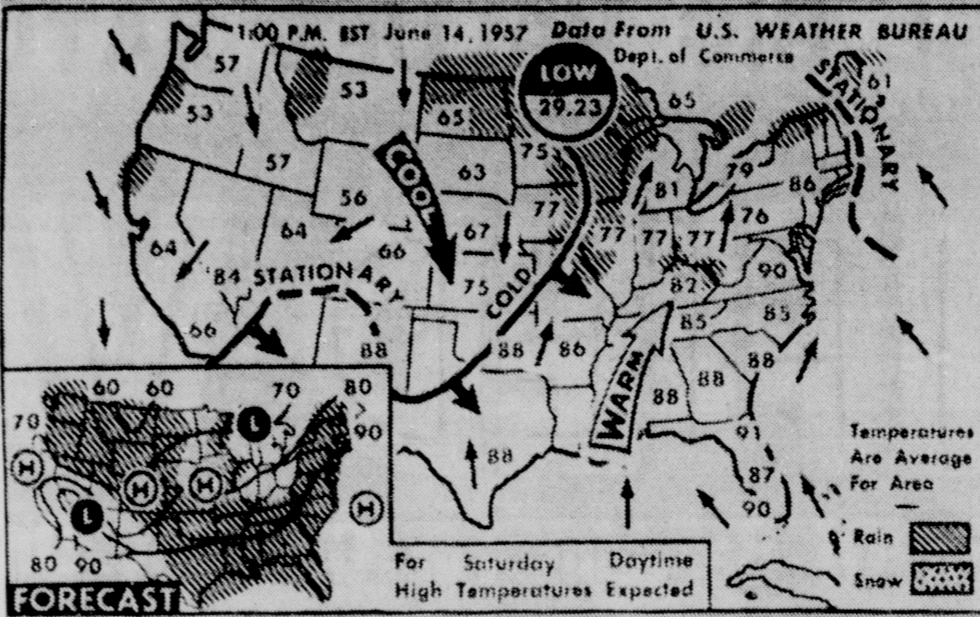 1:00 P.M. EST June 14, 1957 Data From U.S. WEATHER BUREAU
Dept. of Commerce
LOW
29.23
STATIONARY
61
57
53
53
65
65
75
57
63
81
79
86
56
COOL
77
77
77
77
76
64
64
66
67
90
84
STATIONARY
75
COLD
82
85
85
66
88
88
86
WARM
88
88
88
91
88
87
90
Temperatures
Are Average
For Area
Rain
Snow
60 60 70 80
70
90
H
L
H
H
H
L
80 90
FORECAST
For Saturday Daytime
High Temperatures Expected